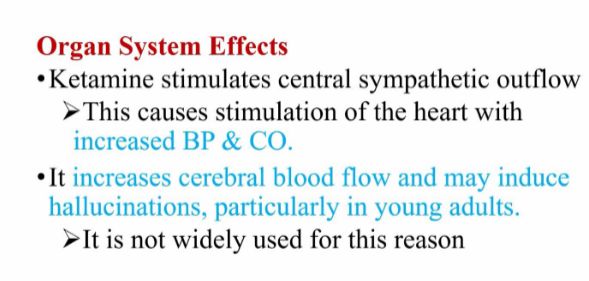 Organ System Effects
•Ketamine stimulates central sympathetic outflow
➤This causes stimulation of the heart with
increased BP & CO.
•It increases cerebral blood flow and may induce
hallucinations, particularly in young adults.
➤It is not widely used for this reason